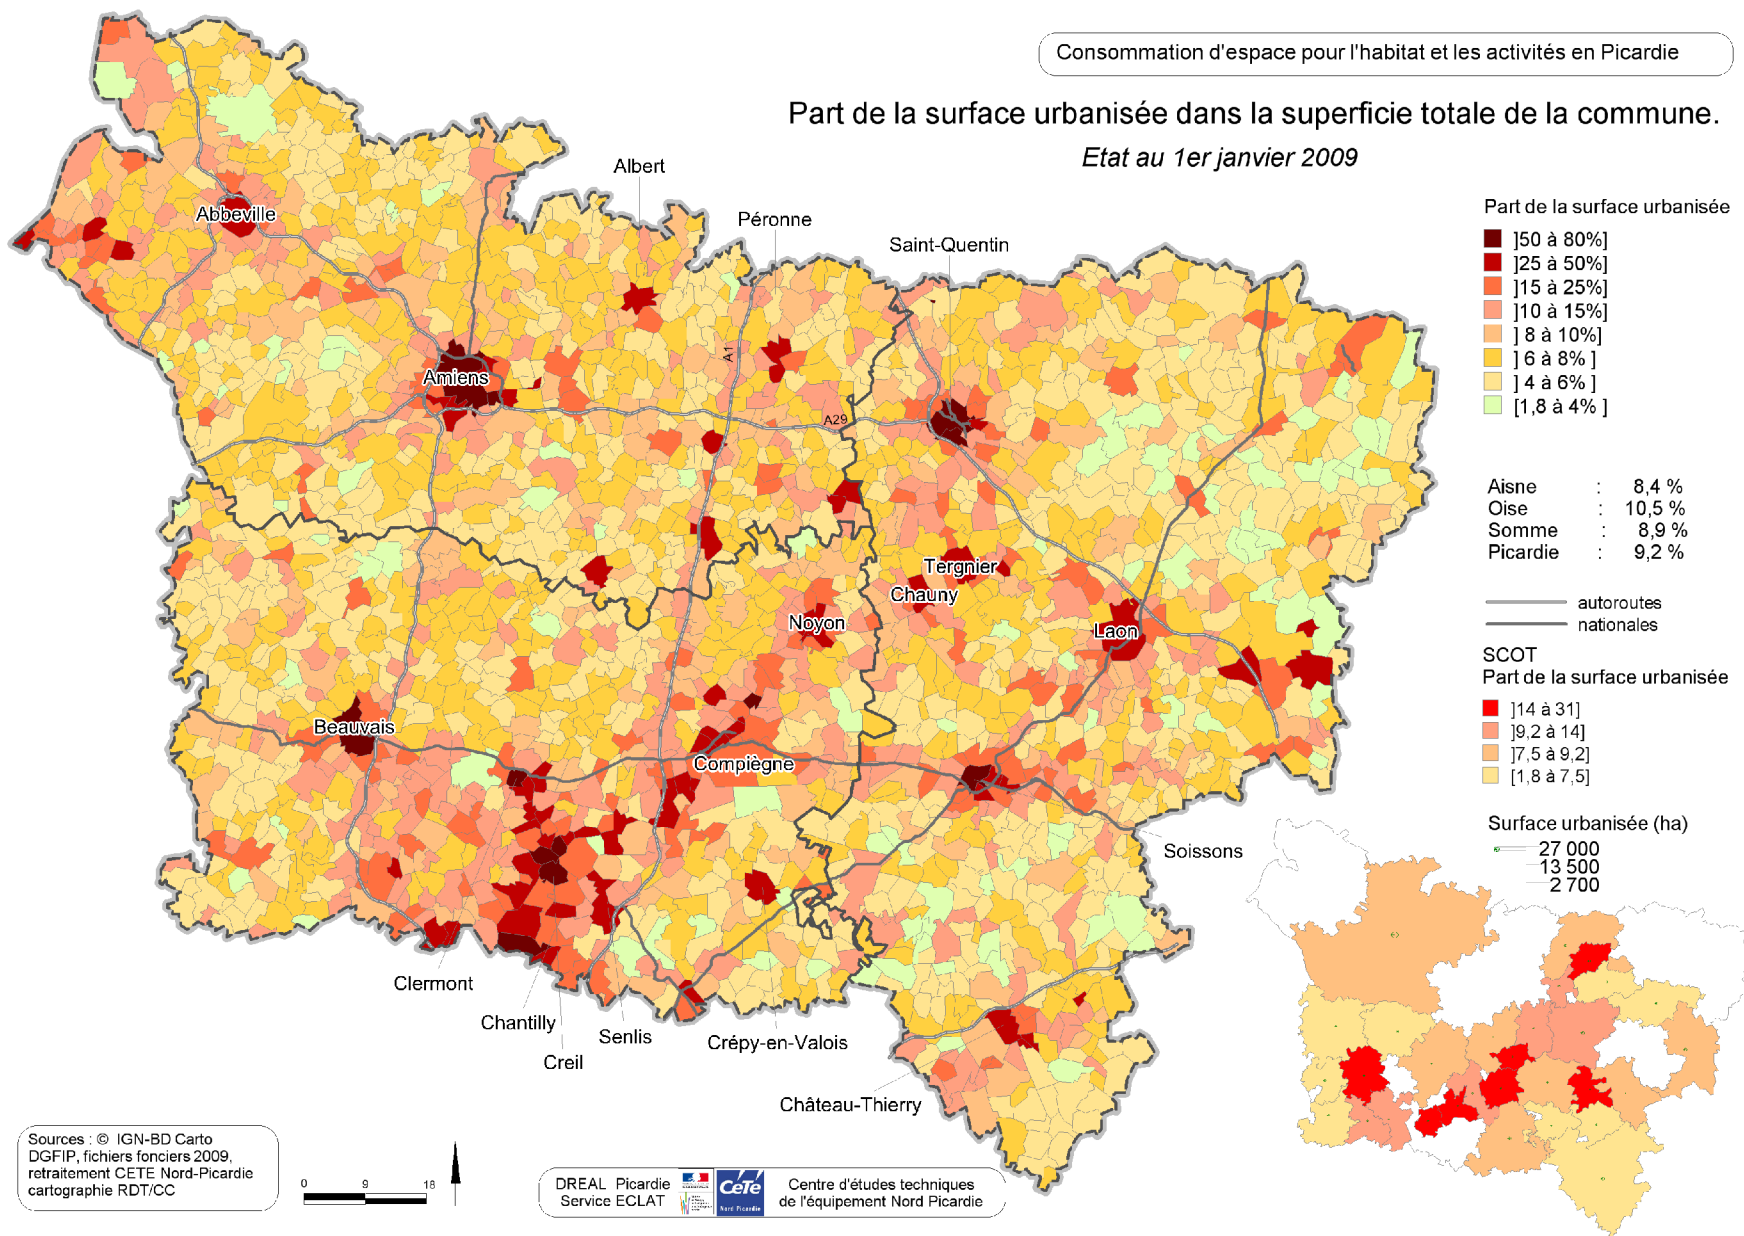 Consommation d'espace pour l'habitat et les activités en Picardie
Part de la surface urbanisée dans la superficie totale de la commune.
Etat au 1er janvier 2009
Albert
Abbeville
Péronne
Saint-Quentin
A1
Amiens
A29
Tergnier
Chauny
Noyon
Laon
Beauvais
Compiègne
Soissons
Clermont
Chantilly
Senlis
Creil
Crépy-en-Valois
Château-Thierry
Part de la surface urbanisée
]50 à 80%]
]25 à 50%]
]15 à 25%]
]10 à 15%]
] 8 à 10%]
] 6 à 8% ]
] 4 à 6% ]
[1,8 à 4% ]
Aisne : 8,4 %
Oise : 10,5 %
Somme : 8,9 %
Picardie : 9,2 %
autoroutes
nationales
SCOT
Part de la surface urbanisée
]14 à 31]
]9,2 à 14]
]7,5 à 9,2]
[1,8 à 7,5]
Surface urbanisée (ha)
27 000
13 500
2 700
Sources : © IGN-BD Carto
DGFIP, fichiers fonciers 2009,
retraitement CETE Nord-Picardie
cartographie RDT/CC
0 9 18
DREAL Picardie
Service ECLAT
CeTe
Nord Picardie
Centre d'études techniques
de l'équipement Nord Picardie